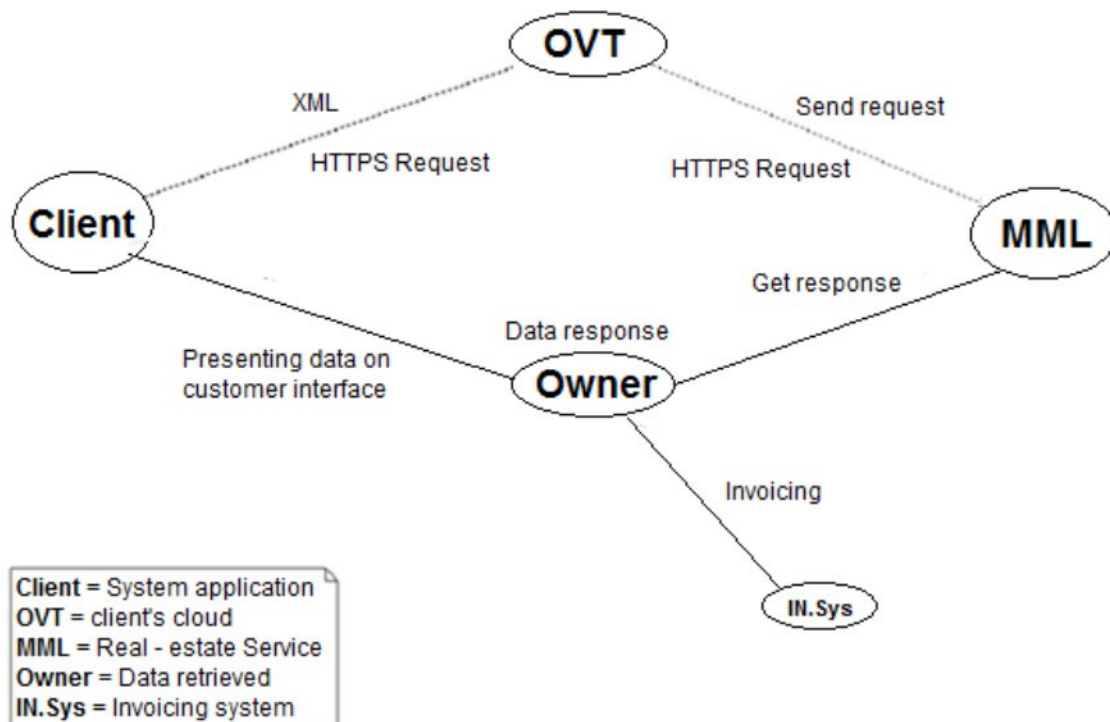 OVT
XML
Send request
HTTPS Request
HTTPS Request
Client
MML
Get response
Data response
Presenting data on
customer interface
Owner
Invoicing
IN.Sys
Client = System application
OVT = client's cloud
MML = Real - estate Service
Owner = Data retrieved
IN.Sys = Invoicing system